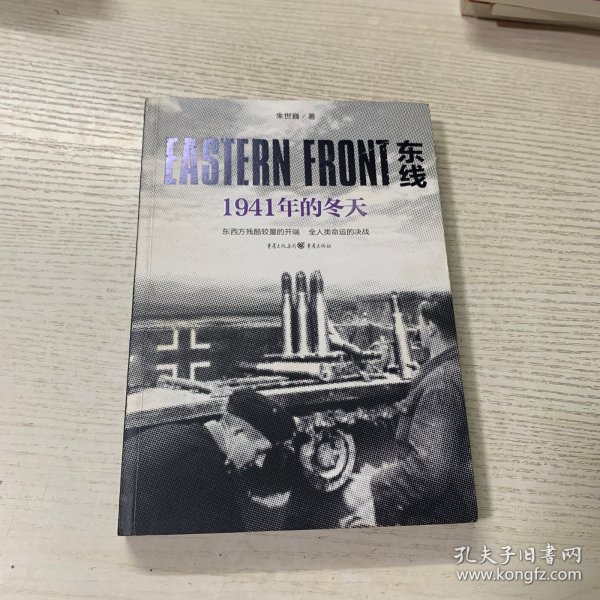 朱世巍/著
EASTERN FRONT 东线
1941年的冬天
东西方残酷较量的开端 全人类命运的决战
重庆出版集团 重庆出版社
孔夫子旧书网
www.kongfz.com